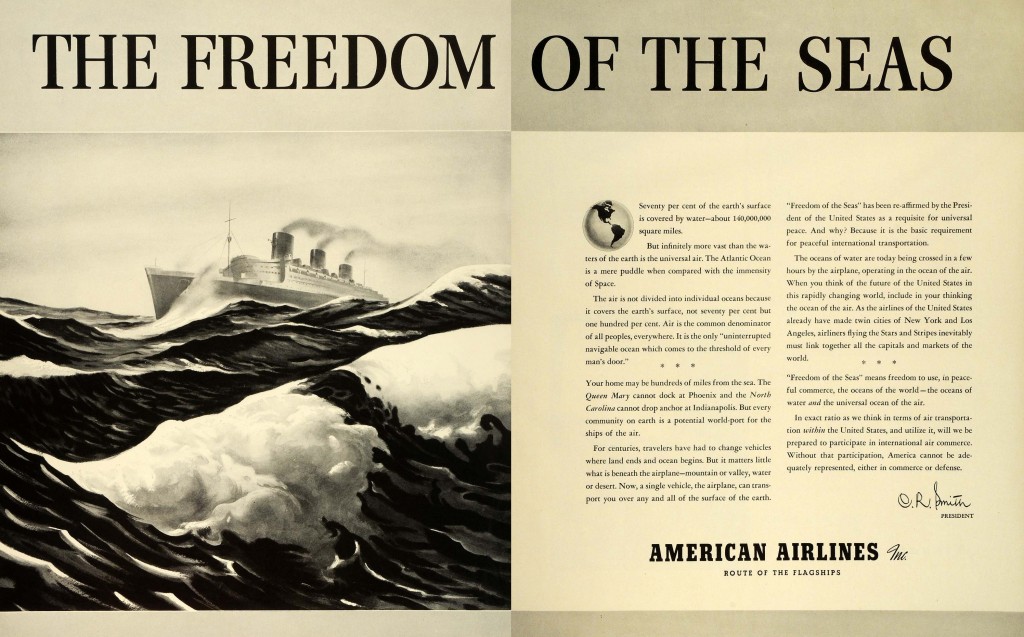 THE FREEDOM OF THE SEAS
Seventy per cent of the earth's surface
is covered by water—about 140,000,000
square miles.
But infinitely more vast than the wa-
ters of the earth is the universal air. The Atlantic Ocean
is a mere puddle when compared with the immensity
of Space.
The air is not divided into individual oceans because
it covers the earth's surface, not seventy per cent but
one hundred per cent. Air is the common denominator
of all peoples, everywhere. It is the only "uninterrupted
navigable ocean which comes to the threshold of every
man's door."
* * *
Your home may be hundreds of miles from the sea. The
Queen Mary cannot dock at Phoenix and the North
Carolina cannot drop anchor at Indianapolis. But every
community on earth is a potential world-port for the
ships of the air.
For centuries, travelers have had to change vehicles
where land ends and ocean begins. But it matters little
what is beneath the airplane—mountain or valley, water
or desert. Now, a single vehicle, the airplane, can trans-
port you over any and all of the surface of the earth.
"Freedom of the Seas" has been re-affirmed by the Presi-
dent of the United States as a requisite for universal
peace. And why? Because it is the basic requirement
for peaceful international transportation.
The oceans of water are today being crossed in a few
hours by the airplane, operating in the ocean of the air.
When you think of the future of the United States in
this rapidly changing world, include in your thinking
the ocean of the air. As the airlines of the United States
already have made twin cities of New York and Los
Angeles, airliners flying the Stars and Stripes inevitably
must link together all the capitals and markets of the
world.
* * *
"Freedom of the Seas" means freedom to use, in peace-
ful commerce, the oceans of the world—the oceans of
water and the universal ocean of the air.
In exact ratio as we think in terms of air transporta-
tion within the United States, and utilize it, will we be
prepared to participate in international air commerce.
Without that participation, America cannot be ade-
quately represented, either in commerce or defense.
O. R. Smith
PRESIDENT
AMERICAN AIRLINES Inc.
ROUTE OF THE FLAGSHIPS